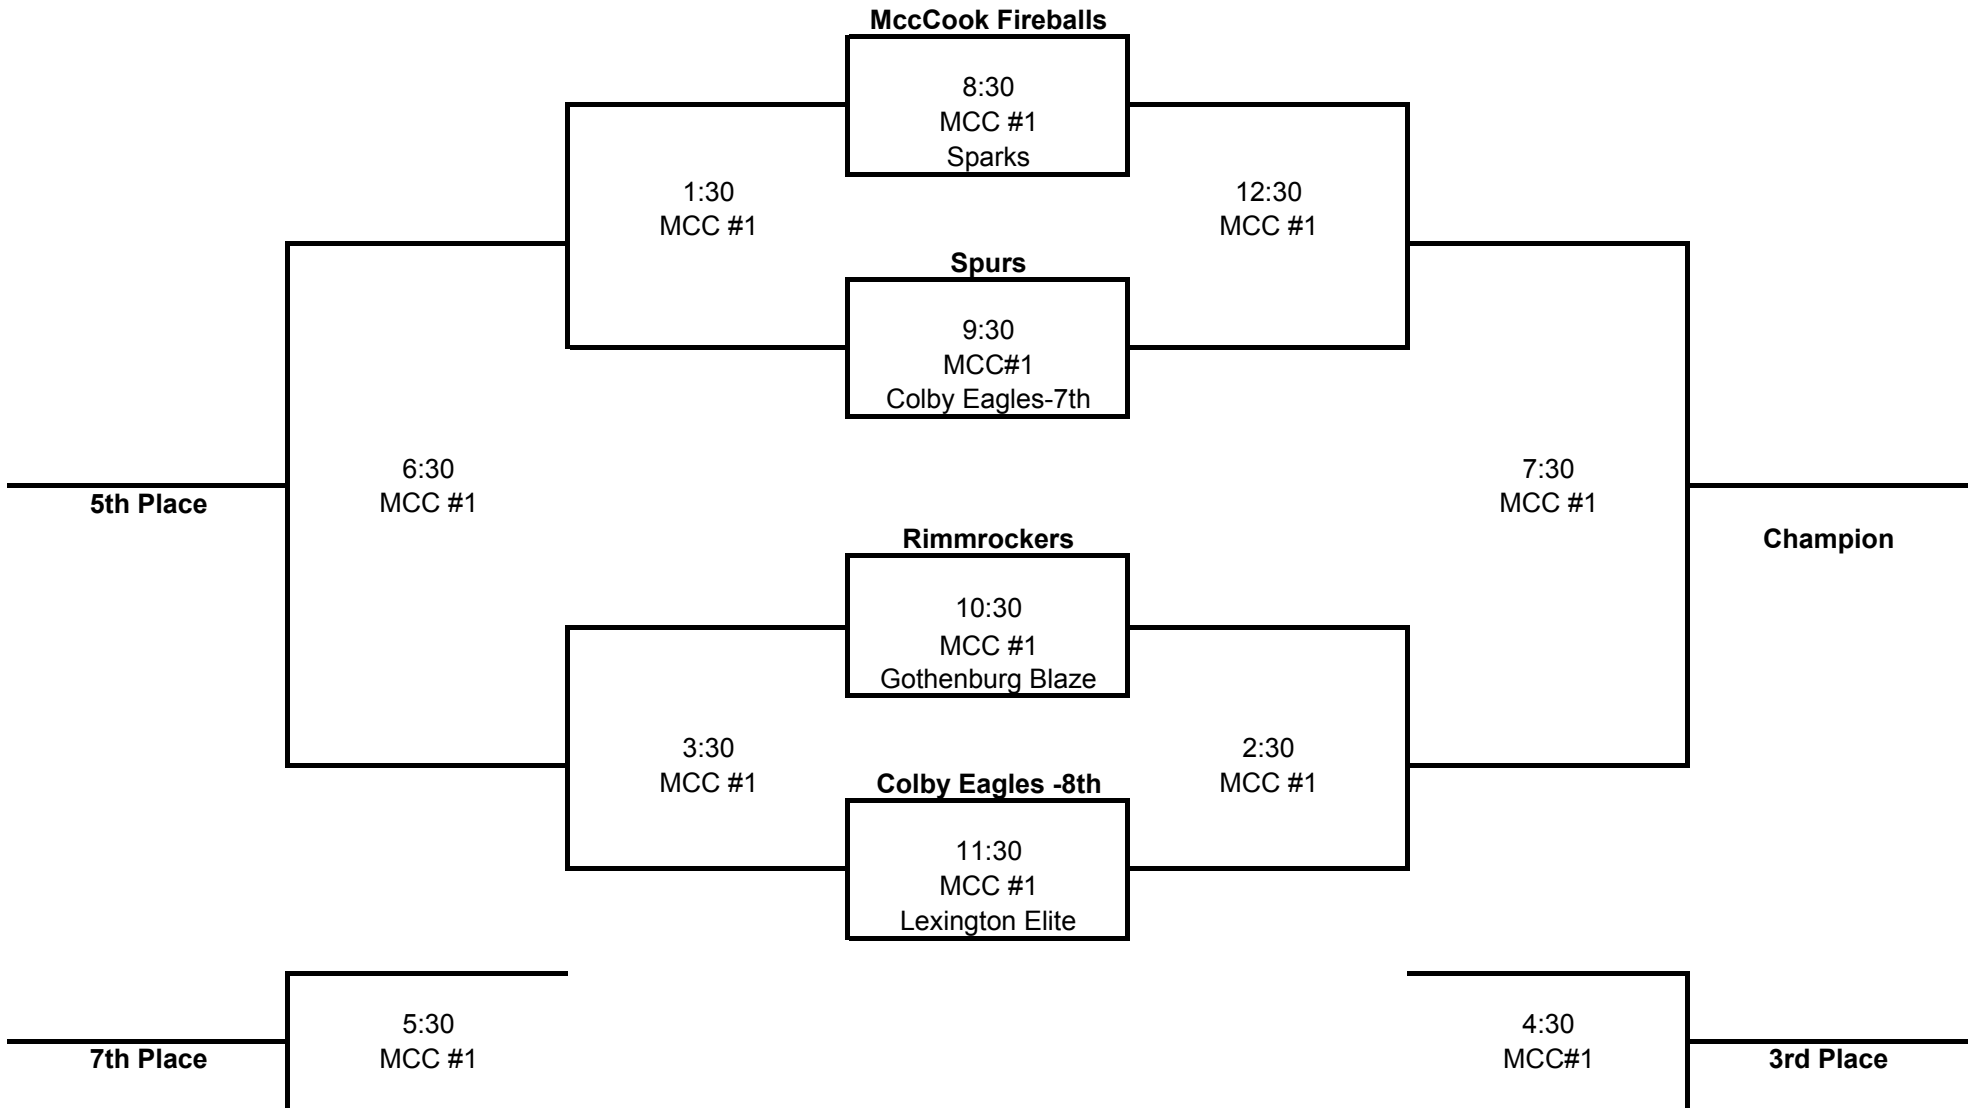 MccCook Fireballs
8:30
MCC #1
Sparks
1:30
MCC #1
12:30
MCC #1
Spurs
9:30
MCC#1
Colby Eagles-7th
6:30
MCC #1
5th Place
7:30
MCC #1
Champion
Rimmrockers
10:30
MCC #1
Gothenburg Blaze
3:30
MCC #1
2:30
MCC #1
Colby Eagles -8th
11:30
MCC #1
Lexington Elite
5:30
MCC #1
7th Place
4:30
MCC#1
3rd Place